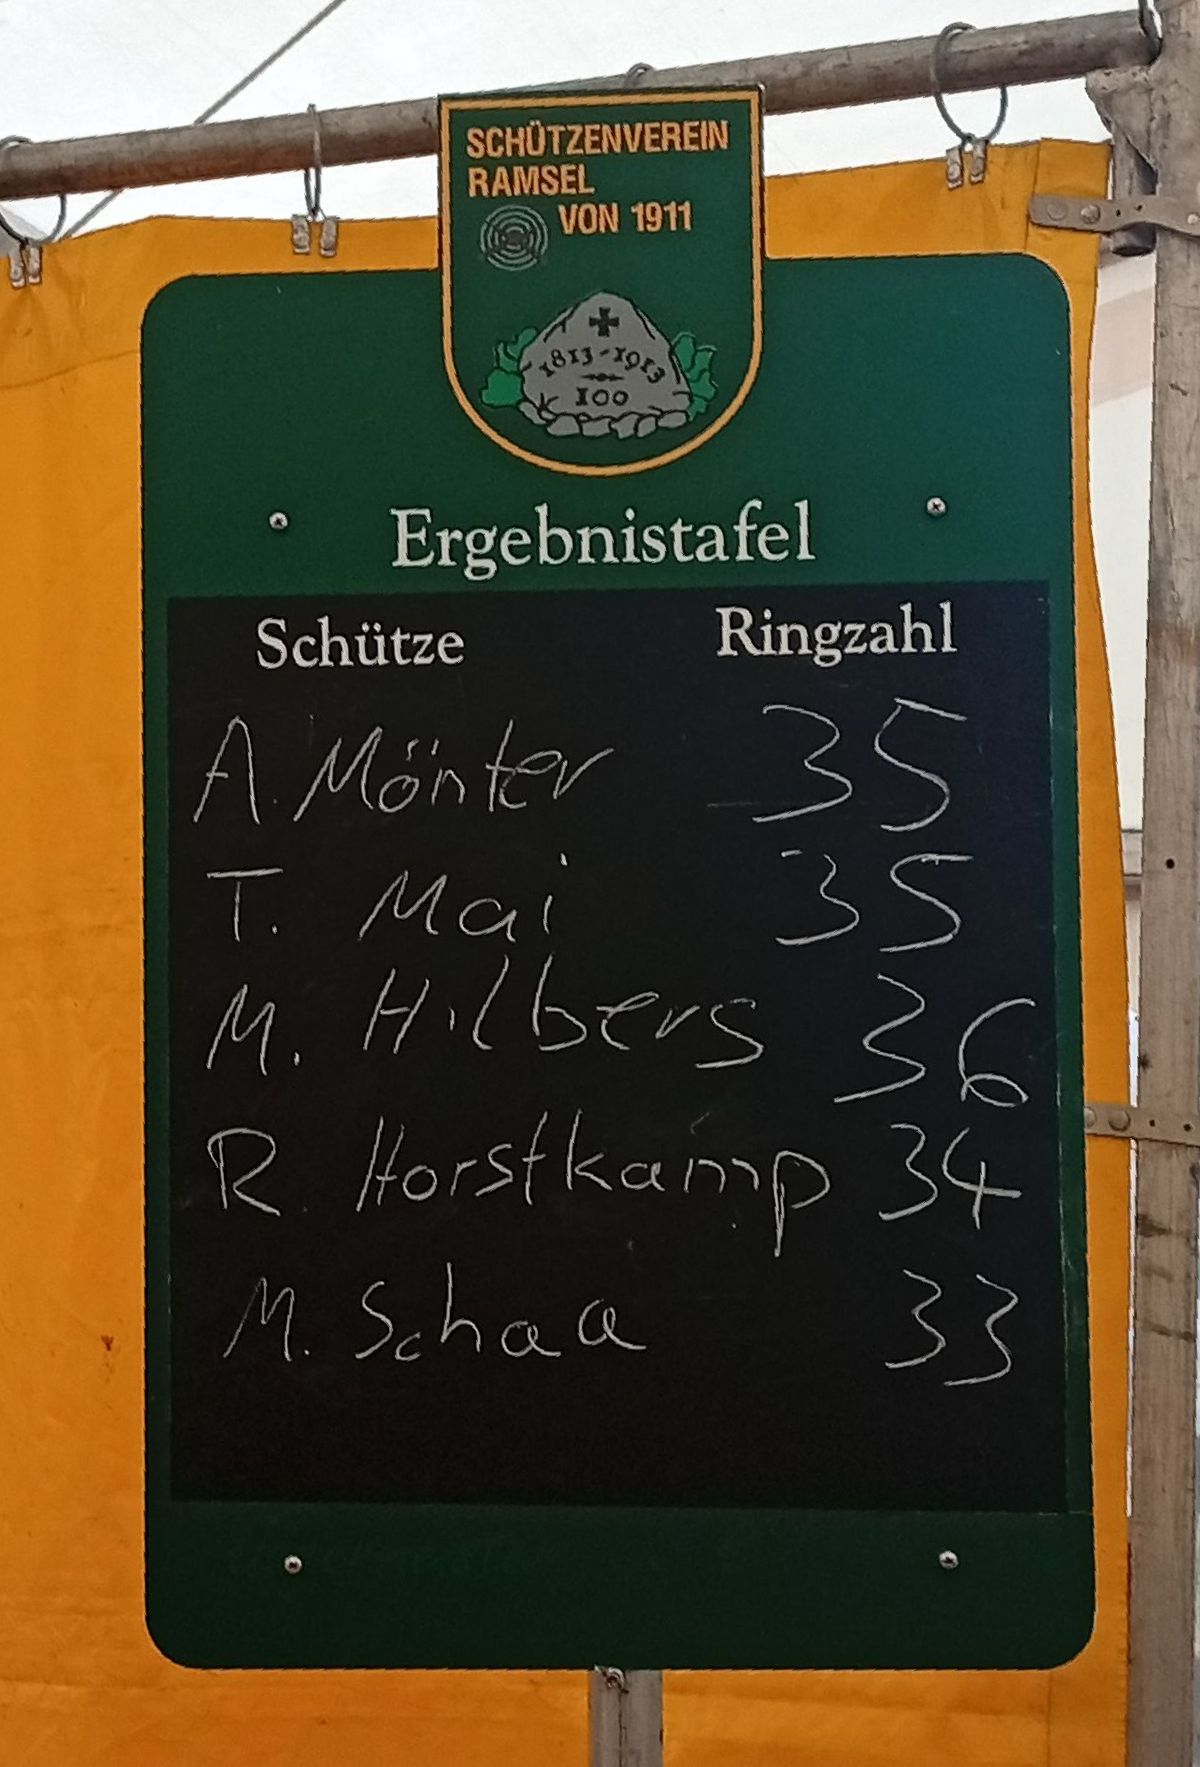 SCHÜTZENVEREIN
RAMSEL
VON 1911
1813-1913
100
Ergebnistafel
Schütze Ringzahl
A. Mönter 35
T. Mai 35
M. Hilbers 36
R. Horstkamp 34
M. Schaa 33